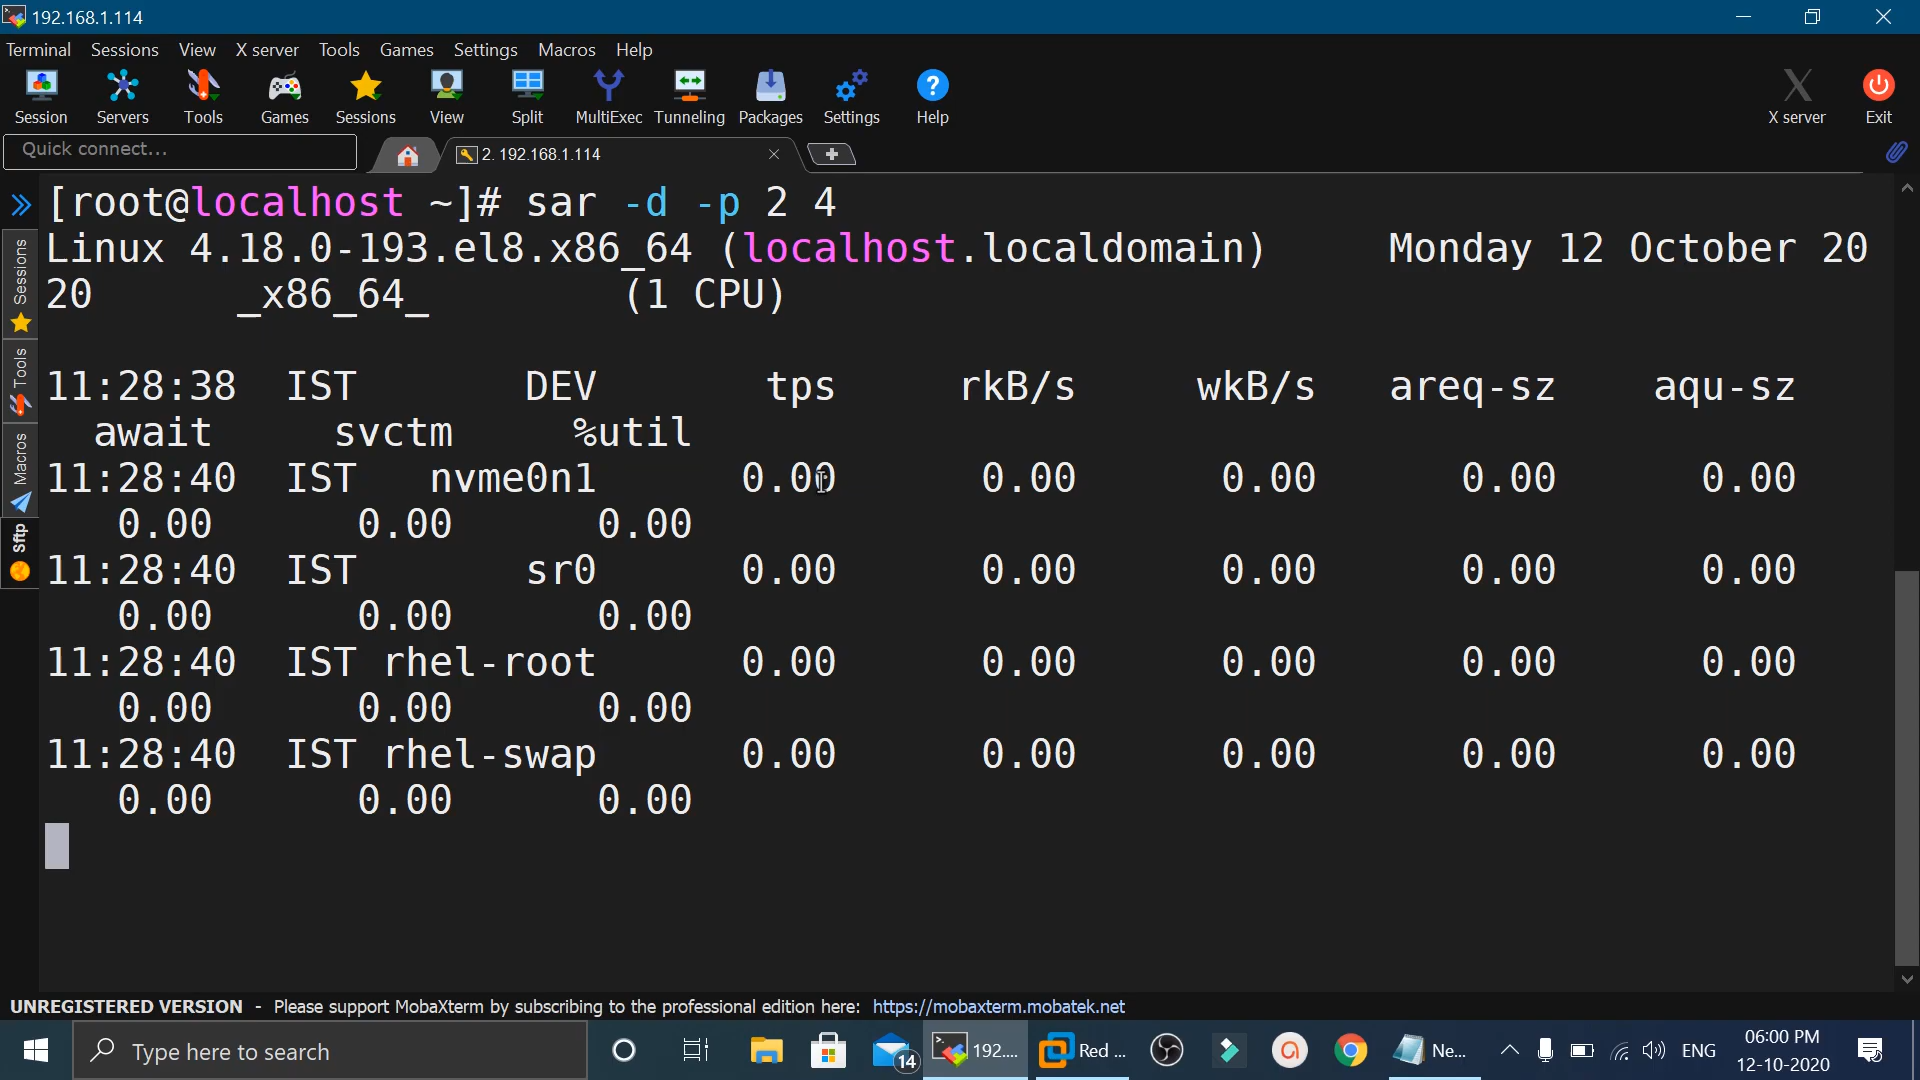 192.168.1.114
Terminal Sessions View X server Tools Games Settings Macros Help
Session Servers Tools Games Sessions View Split MultiExec Tunneling Packages Settings Help X server Exit
Quick connect... 2. 192.168.1.114
[root@localhost ~]# sar -d -p 2 4
Linux 4.18.0-193.el8.x86_64 (localhost.localdomain) Monday 12 October 20
20 _x86_64_ (1 CPU)
11:28:38 IST DEV tps rkB/s wkB/s areq-sz aqu-sz
await svctm %util
11:28:40 IST nvme0n1 0.00 0.00 0.00 0.00 0.00
0.00 0.00 0.00
11:28:40 IST sr0 0.00 0.00 0.00 0.00 0.00
0.00 0.00 0.00
11:28:40 IST rhel-root 0.00 0.00 0.00 0.00 0.00
0.00 0.00 0.00
11:28:40 IST rhel-swap 0.00 0.00 0.00 0.00 0.00
0.00 0.00 0.00
Sessions
Tools
Macros
Sftp
UNREGISTERED VERSION - Please support MobaXterm by subscribing to the professional edition here: https://mobaxterm.mobatek.net
Type here to search 14 192.... Red ... Ne... ENG 06:00 PM
12-10-2020